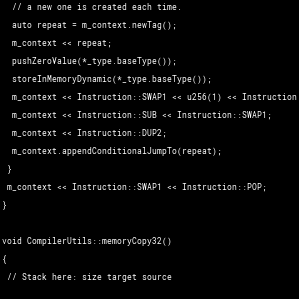 // a new one is created each time.
auto repeat = m_context.newTag();
m_context << repeat;
pushZeroValue(*_type.baseType());
storeInMemoryDynamic(*_type.baseType());
m_context << Instruction::SWAP1 << u256(1) << Instruction
m_context << Instruction::SUB << Instruction::SWAP1;
m_context << Instruction::DUP2;
m_context.appendConditionalJumpTo(repeat);
}
m_context << Instruction::SWAP1 << Instruction::POP;
}
void CompilerUtils::memoryCopy32()
{
// Stack here: size target source